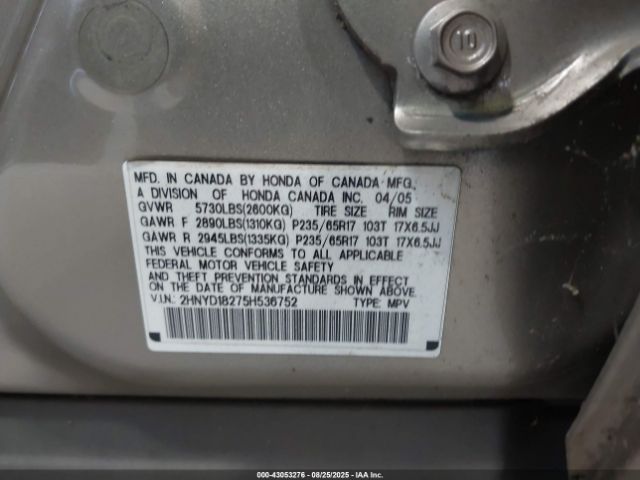 10
MFD. IN CANADA BY HONDA OF CANADA MFG.,
A DIVISION OF HONDA CANADA INC. 04/05
GVWR 5730LBS(2600KG) TIRE SIZE RIM SIZE
GAWR F 2890LBS(1310KG) P235/65R17 103T 17X6.5JJ
GAWR R 2945LBS(1335KG) P235/65R17 103T 17X6.5JJ
THIS VEHICLE CONFORMS TO ALL APPLICABLE
FEDERAL MOTOR VEHICLE SAFETY
AND THEFT PREVENTION STANDARDS IN EFFECT
ON THE DATE OF MANUFACTURE SHOWN ABOVE.
V.I.N.: 2HNYD18275H536752 TYPE: MPV
000-43053276 - 08/25/2025 - IAA Inc.